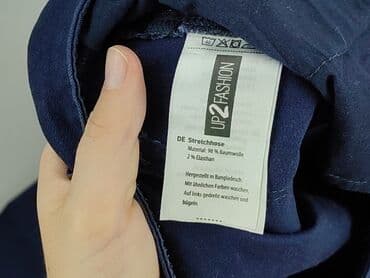 UP2FASHION
DE Stretchhose
Material: 98 % Baumwolle
2 % Elasthan
Hergestellt in Bangladesch
Mit ähnlichen Farben waschen
Auf links gedreht waschen und
bügeln